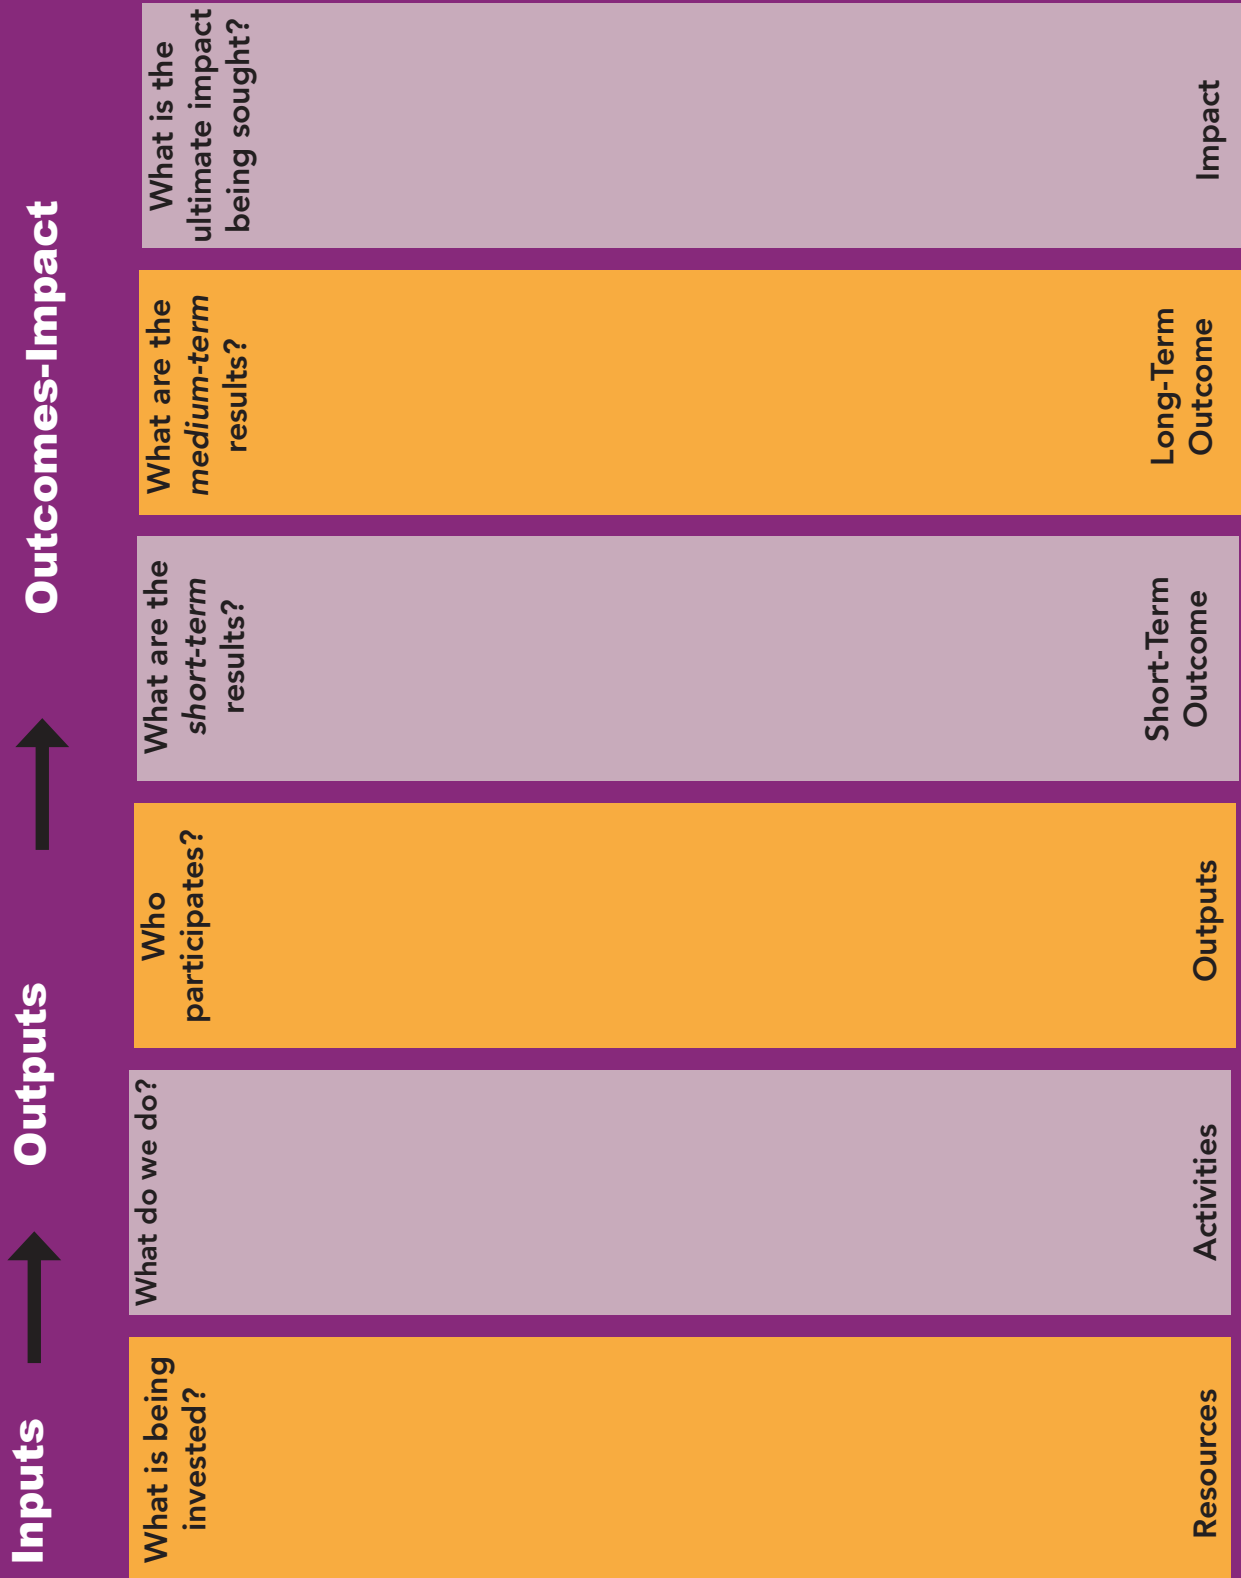 Inputs
Outputs
Outcomes-Impact
What is being
invested?
What do we do?
Who
participates?
What are the
short-term
results?
What are the
medium-term
results?
What is the
ultimate impact
being sought?
Resources
Activities
Outputs
Short-Term
Outcome
Long-Term
Outcome
Impact